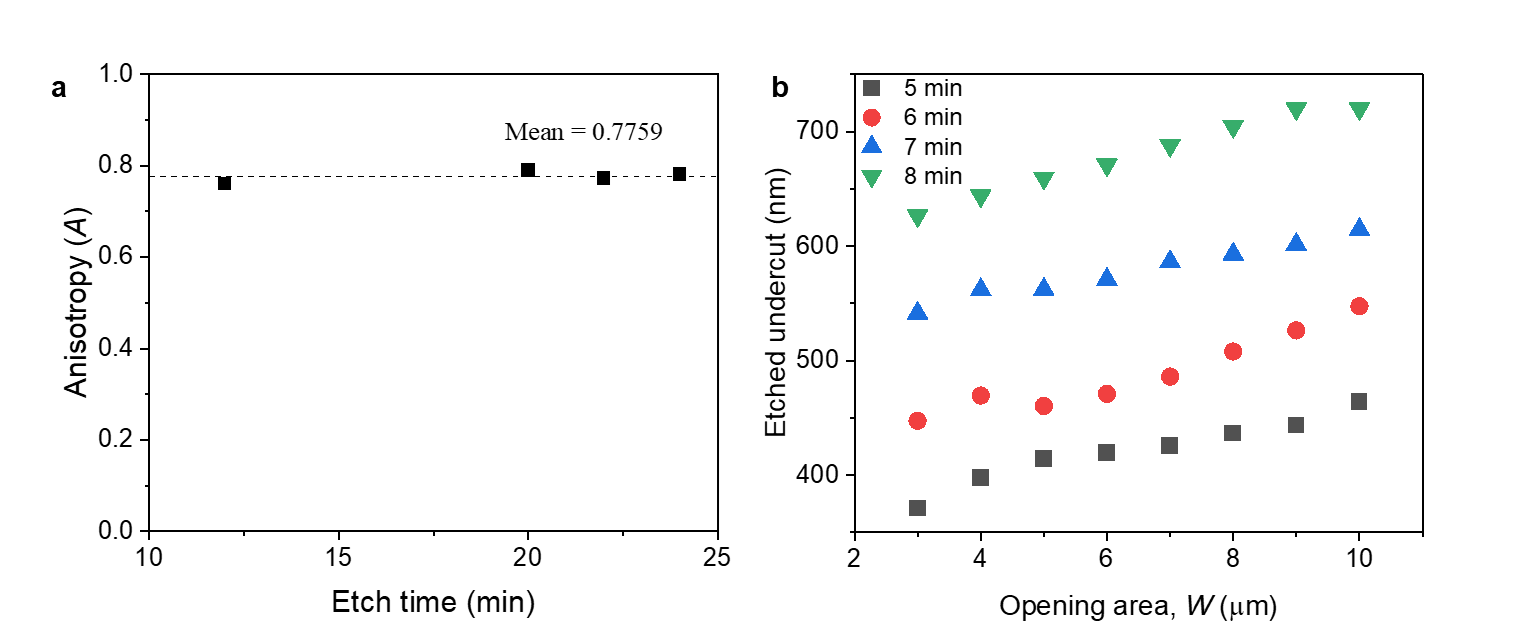 a
1.0
0.8
0.6
0.4
0.2
0.0
Anisotropy (A)
Mean = 0.7759
10 15 20 25
Etch time (min)
b
5 min
6 min
7 min
8 min
700
600
500
400
Etched undercut (nm)
2 4 6 8 10
Opening area, W (μm)